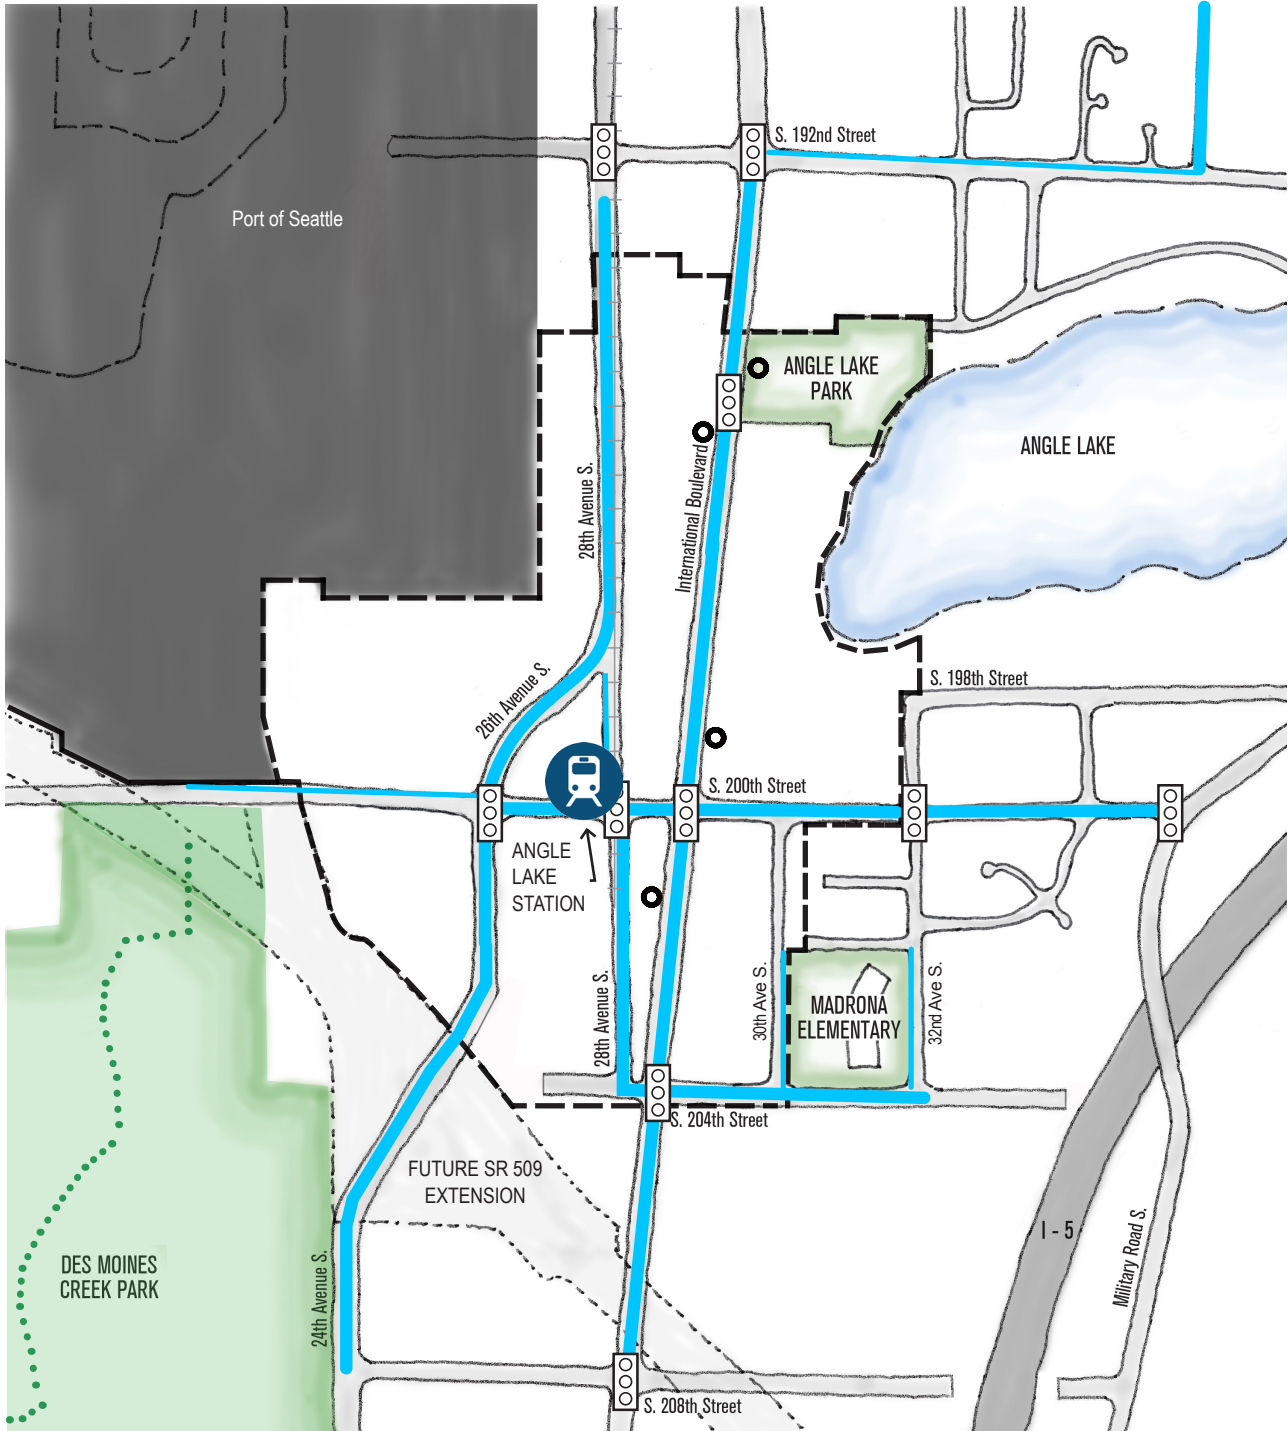 S. 192nd Street
Port of Seattle
ANGLE LAKE
PARK
ANGLE LAKE
28th Avenue S.
International Boulevard
26th Avenue S.
S. 198th Street
S. 200th Street
ANGLE
LAKE
STATION
28th Avenue S.
30th Ave S.
MADRONA
ELEMENTARY
32nd Ave S.
S. 204th Street
FUTURE SR 509
EXTENSION
I - 5
Military Road S.
DES MOINES
CREEK PARK
24th Avenue S.
S. 208th Street